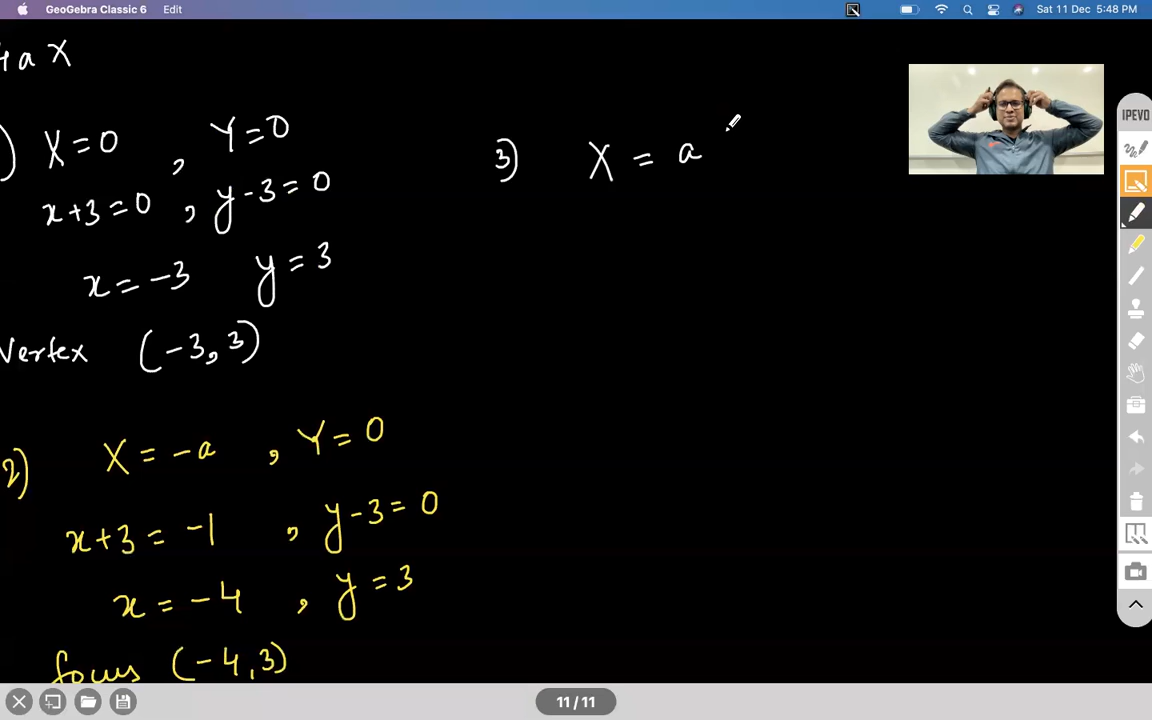 GeoGebra Classic 6 Edit Sat 11 Dec 5:48 PM
4aX
) X=0 , Y=0
x+3=0 , y-3=0
x=-3 y=3
Vertex (-3,3)
2) X=-a , Y=0
x+3=-1 , y-3=0
x=-4 , y=3
focus (-4,3)
3) X=a
IPEVO
11/11